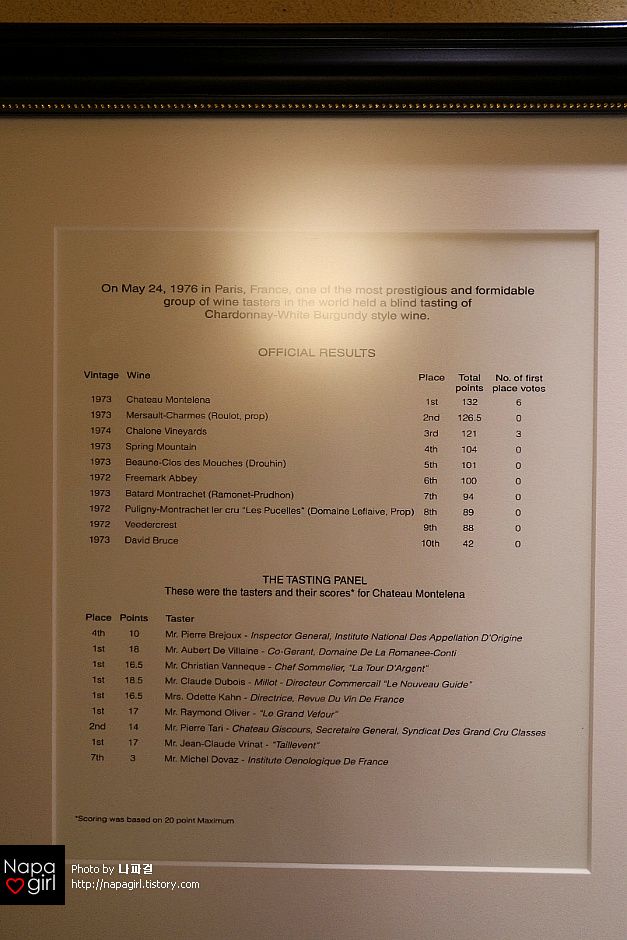 On May 24, 1976 in Paris, France, one of the most prestigious and formidable
group of wine tasters in the world held a blind tasting of
Chardonnay-White Burgundy style wine.
OFFICIAL RESULTS
Vintage Wine Place Total points No. of first place votes
1973 Chateau Montelena 1st 132 6
1973 Mersault-Charmes (Roulot, prop) 2nd 126.5 0
1974 Chalone Vineyards 3rd 121 3
1973 Spring Mountain 4th 104 0
1973 Beaune-Clos des Mouches (Drouhin) 5th 101 0
1972 Freemark Abbey 6th 100 0
1973 Batard Montrachet (Ramonet-Prudhon) 7th 94 0
1972 Puligny-Montrachet ler cru "Les Pucelles" (Domaine Leflaive, Prop) 8th 89 0
1972 Veedercrest 9th 88 0
1973 David Bruce 10th 42 0
THE TASTING PANEL
These were the tasters and their scores* for Chateau Montelena
Place Points Taster
4th 10 Mr. Pierre Brejoux - Inspector General, Institute National Des Appellation D'Origine
1st 18 Mr. Aubert De Villaine - Co-Gerant, Domaine De La Romanee-Conti
1st 16.5 Mr. Christian Vanneque - Chef Sommelier, "La Tour D'Argent"
1st 18.5 Mr. Claude Dubois - Millot - Directeur Commercail "Le Nouveau Guide"
1st 16.5 Mrs. Odette Kahn - Directrice, Revue Du Vin De France
1st 17 Mr. Raymond Oliver - "Le Grand Vefour"
2nd 14 Mr. Pierre Tari - Chateau Giscours, Secretaire General, Syndicat Des Grand Cru Classes
1st 17 Mr. Jean-Claude Vrinat - "Taillevent"
7th 3 Mr. Michel Dovaz - Institute Oenologique De France
*Scoring was based on 20 point Maximum
Napa
girl
Photo by 나파걸
http://napagirl.tistory.com